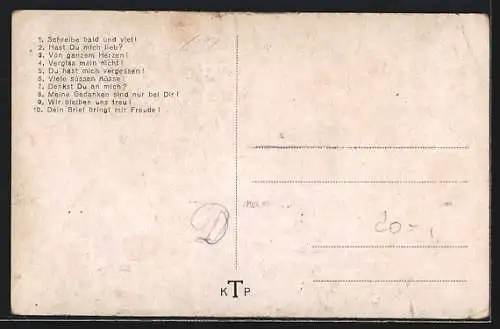 1. Schreibe bald und viel!
2. Hast Du mich lieb?
3. Von ganzem Herzen!
4. Vergiss mein nicht!
5. Du hast mich vergessen!
6. Viele süssen Küsse!
7. Denkst Du an mich?
8. Meine Gedanken sind nur bei Dir!
9. Wir bleiben uns treu!
10. Dein Brief bringt mir Freude!
D
20-,
K T P